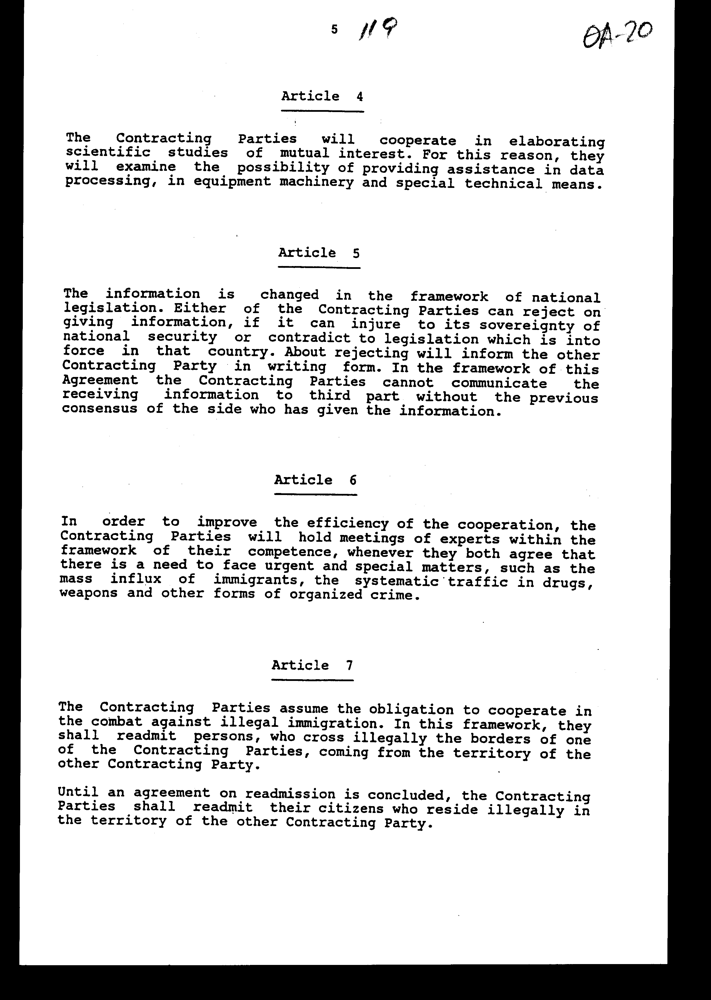 5 119 ΘA-20
Article 4
The Contracting Parties will cooperate in elaborating
scientific studies of mutual interest. For this reason, they
will examine the possibility of providing assistance in data
processing, in equipment machinery and special technical means.
Article 5
The information is changed in the framework of national
legislation. Either of the Contracting Parties can reject on
giving information, if it can injure to its sovereignty of
national security or contradict to legislation which is into
force in that country. About rejecting will inform the other
Contracting Party in writing form. In the framework of this
Agreement the Contracting Parties cannot communicate the
receiving information to third part without the previous
consensus of the side who has given the information.
Article 6
In order to improve the efficiency of the cooperation, the
Contracting Parties will hold meetings of experts within the
framework of their competence, whenever they both agree that
there is a need to face urgent and special matters, such as the
mass influx of immigrants, the systematic traffic in drugs,
weapons and other forms of organized crime.
Article 7
The Contracting Parties assume the obligation to cooperate in
the combat against illegal immigration. In this framework, they
shall readmit persons, who cross illegally the borders of one
of the Contracting Parties, coming from the territory of the
other Contracting Party.
Until an agreement on readmission is concluded, the Contracting
Parties shall readmit their citizens who reside illegally in
the territory of the other Contracting Party.